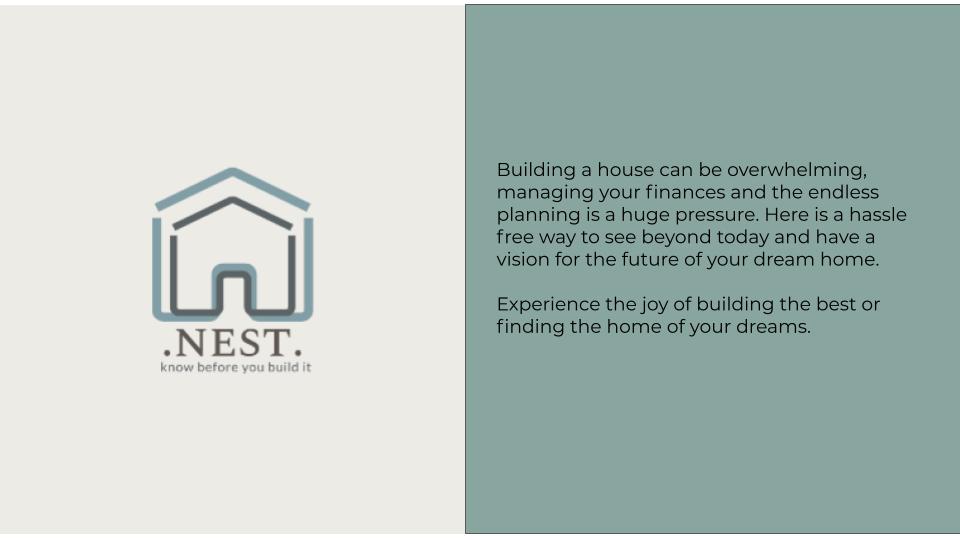 .NEST.
know before you build it
Building a house can be overwhelming,
managing your finances and the endless
planning is a huge pressure. Here is a hassle
free way to see beyond today and have a
vision for the future of your dream home.
Experience the joy of building the best or
finding the home of your dreams.